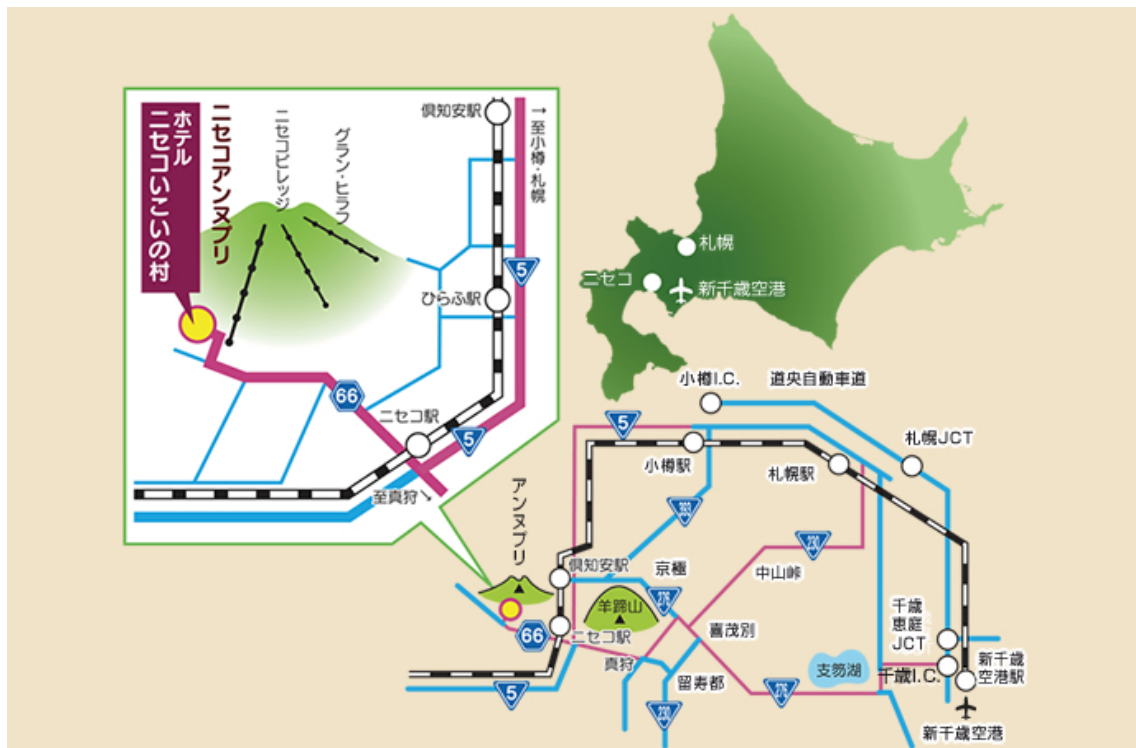 ホテル
ニセコいこいの村
ニセコアンヌプリ
ニセコビレッジ
グラン・ヒラフ
倶知安駅
→至小樽・札幌
5
ひらふ駅
66
ニセコ駅
5
至真狩↘
札幌
ニセコ
新千歳空港
小樽I.C.
道央自動車道
5
小樽駅
札幌駅
札幌JCT
アンヌプリ
393
230
倶知安駅
京極
中山峠
羊蹄山
276
千歳
恵庭
JCT
66
ニセコ駅
喜茂別
真狩
支笏湖
千歳I.C.
新千歳
空港駅
5
留寿都
230
276
新千歳空港